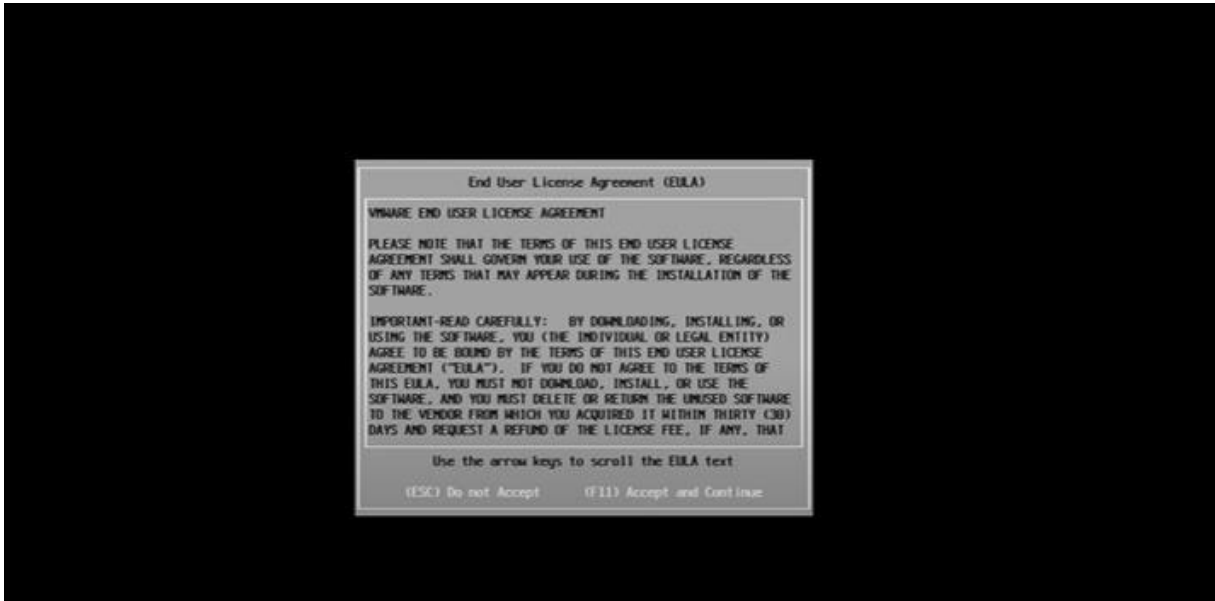 End User License Agreement (EULA)
VMWARE END USER LICENSE AGREEMENT
PLEASE NOTE THAT THE TERMS OF THIS END USER LICENSE
AGREEMENT SHALL GOVERN YOUR USE OF THE SOFTWARE, REGARDLESS
OF ANY TERMS THAT MAY APPEAR DURING THE INSTALLATION OF THE
SOFTWARE.
IMPORTANT-READ CAREFULLY: BY DOWNLOADING, INSTALLING, OR
USING THE SOFTWARE, YOU (THE INDIVIDUAL OR LEGAL ENTITY)
AGREE TO BE BOUND BY THE TERMS OF THIS END USER LICENSE
AGREEMENT ("EULA"). IF YOU DO NOT AGREE TO THE TERMS OF
THIS EULA, YOU MUST NOT DOWNLOAD, INSTALL, OR USE THE
SOFTWARE, AND YOU MUST DELETE OR RETURN THE UNUSED SOFTWARE
TO THE VENDOR FROM WHICH YOU ACQUIRED IT WITHIN THIRTY (30)
DAYS AND REQUEST A REFUND OF THE LICENSE FEE, IF ANY, THAT
Use the arrow keys to scroll the EULA text
(ESC) Do not Accept (F11) Accept and Continue